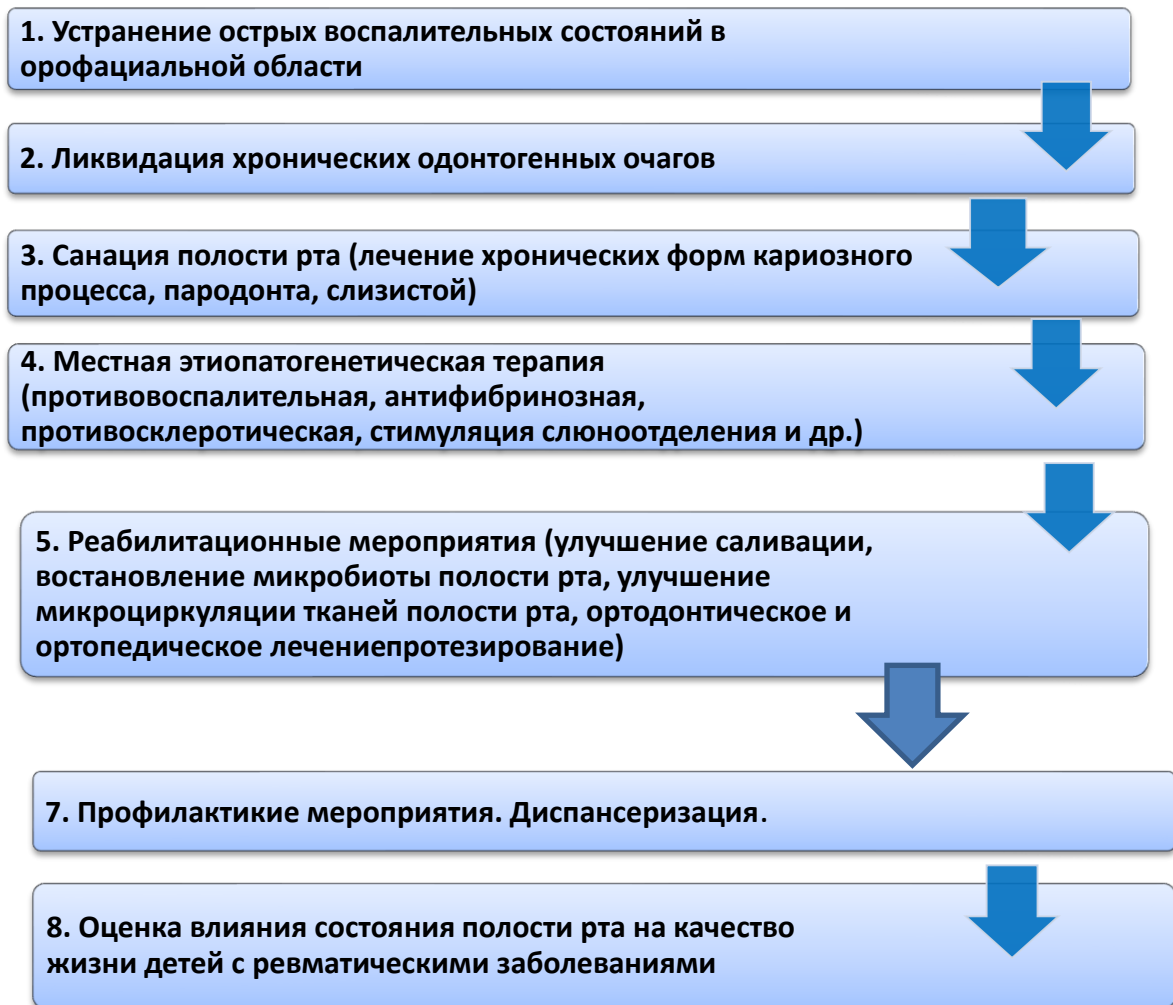 1. Устранение острых воспалительных состояний в
орофациальной области
2. Ликвидация хронических одонтогенных очагов
3. Санация полости рта (лечение хронических форм кариозного
процесса, пародонта, слизистой)
4. Местная этиопатогенетическая терапия
(противовоспалительная, антифибринозная,
противосклеротическая, стимуляция слюноотделения и др.)
5. Реабилитационные мероприятия (улучшение саливации,
востановление микробиоты полости рта, улучшение
микроциркуляции тканей полости рта, ортодонтическое и
ортопедическое лечениепротезирование)
7. Профилактикие мероприятия. Диспансеризация.
8. Оценка влияния состояния полости рта на качество
жизни детей с ревматическими заболеваниями